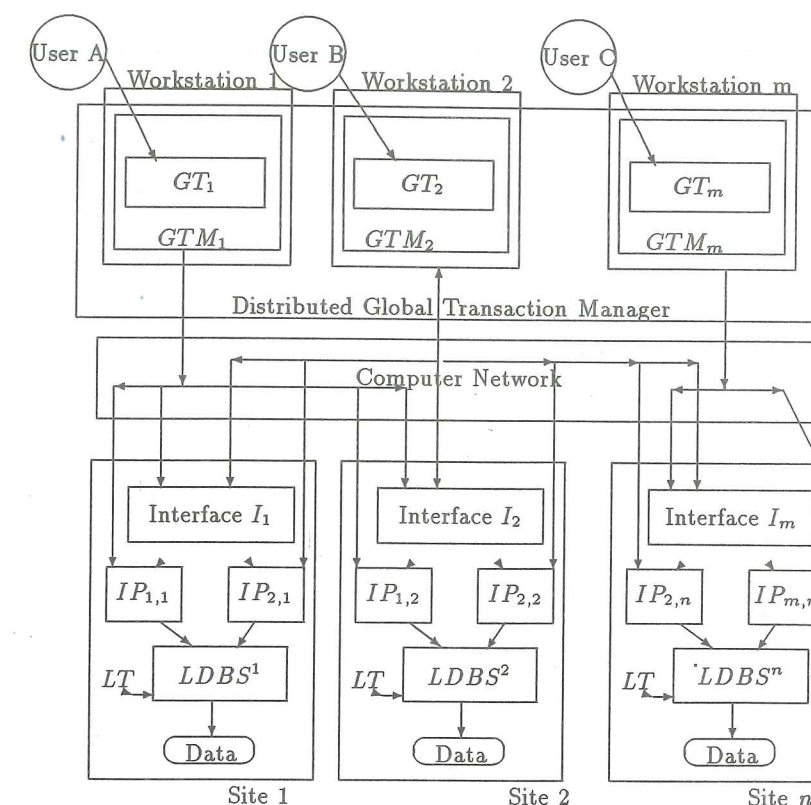 User A User B User C
Workstation 1 Workstation 2 Workstation m
GT₁ GT₂ GTₘ
GTM₁ GTM₂ GTMₘ
Distributed Global Transaction Manager
Computer Network
Interface I₁ Interface I₂ Interface Iₘ
IP₁,₁ IP₂,₁ IP₁,₂ IP₂,₂ IP₂,ₙ
LT LDBS¹ LT LDBS² LT LDBSⁿ
Data Data Data
Site 1 Site 2 Site n